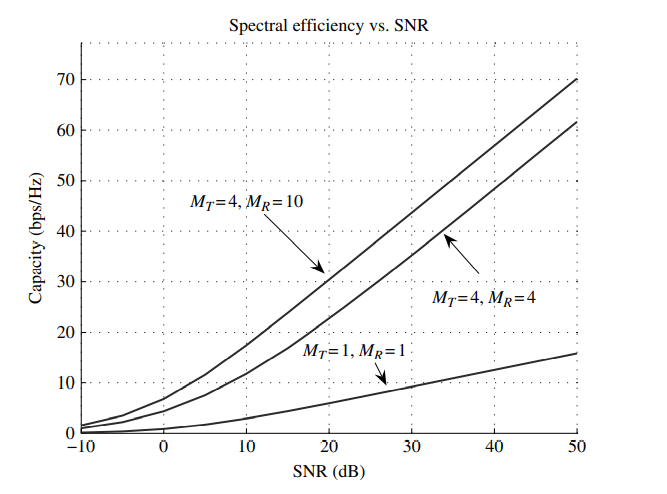 Spectral efficiency vs. SNR
Capacity (bps/Hz)
70
60
50
40
30
20
10
0
M_T=4, M_R=10
M_T=4, M_R=4
M_T=1, M_R=1
−10 0 10 20 30 40 50
SNR (dB)